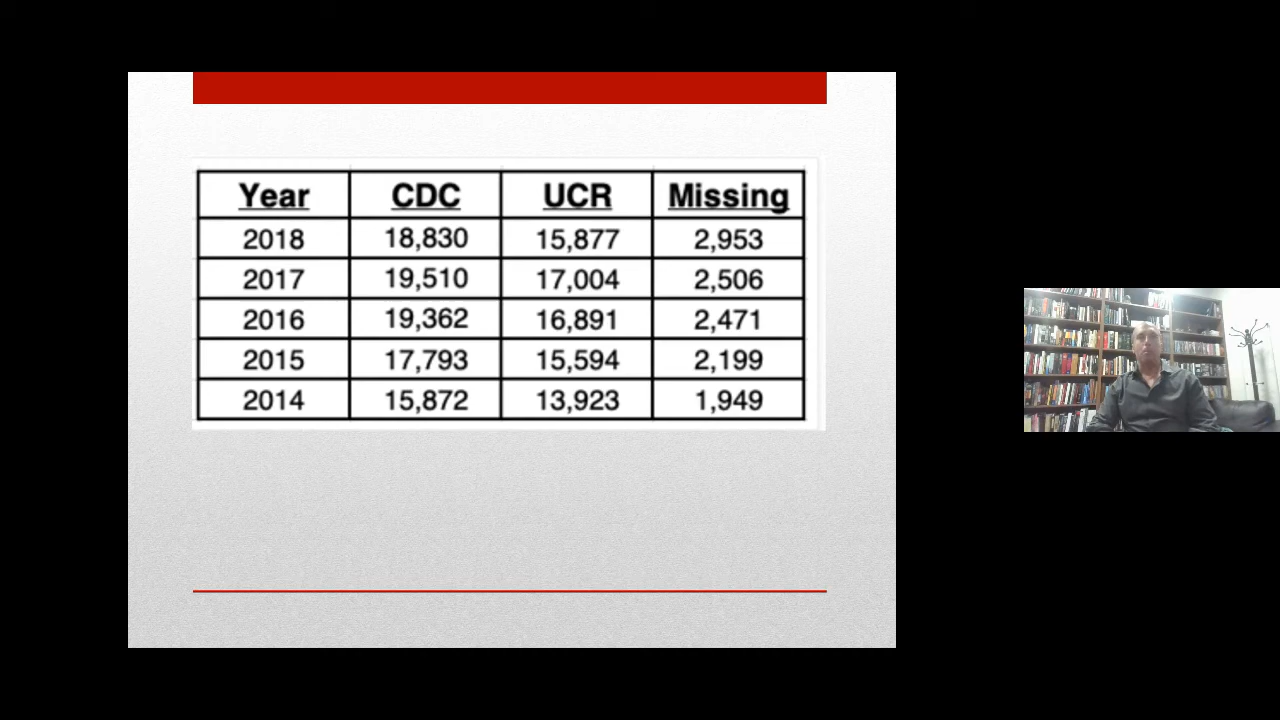 Year CDC UCR Missing
2018 18,830 15,877 2,953
2017 19,510 17,004 2,506
2016 19,362 16,891 2,471
2015 17,793 15,594 2,199
2014 15,872 13,923 1,949